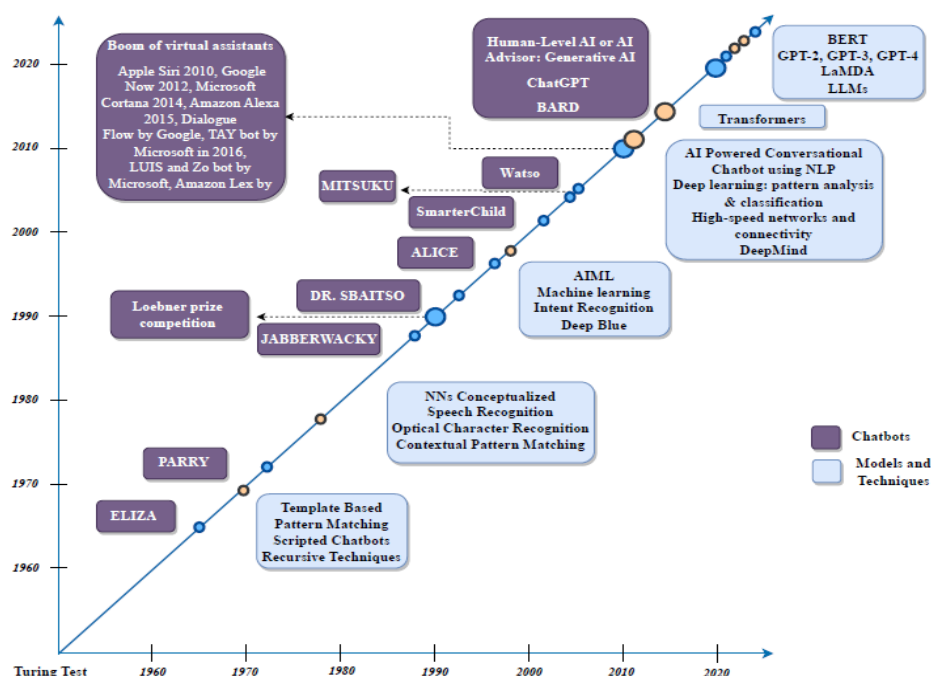 Boom of virtual assistants
Apple Siri 2010, Google
Now 2012, Microsoft
Cortana 2014, Amazon Alexa
2015, Dialogue
Flow by Google, TAY bot by
Microsoft in 2016,
LUIS and Zo bot by
Microsoft, Amazon Lex by
Human-Level AI or AI
Advisor: Generative AI
ChatGPT
BARD
BERT
GPT-2, GPT-3, GPT-4
LaMDA
LLMs
Transformers
AI Powered Conversational
Chatbot using NLP
Deep learning: pattern analysis
& classification
High-speed networks and
connectivity
DeepMind
Watso
MITSUKU
SmarterChild
ALICE
AIML
Machine learning
Intent Recognition
Deep Blue
DR. SBAITSO
Loebner prize
competition
JABBERWACKY
NNs Conceptualized
Speech Recognition
Optical Character Recognition
Contextual Pattern Matching
PARRY
ELIZA
Template Based
Pattern Matching
Scripted Chatbots
Recursive Techniques
Chatbots
Models and
Techniques
2020
2010
2000
1990
1980
1970
1960
Turing Test
1960
1970
1980
1990
2000
2010
2020